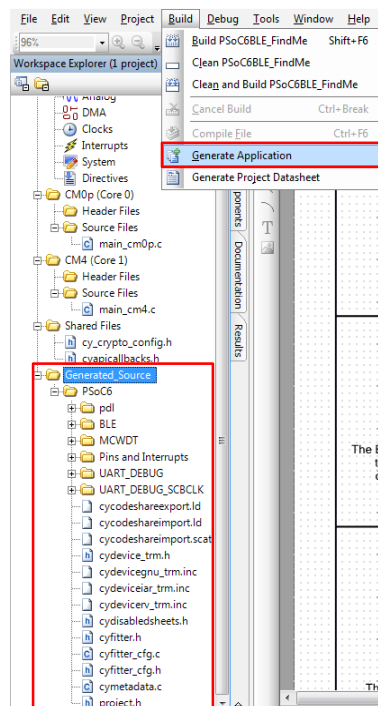 File Edit View Project Build Debug Tools Window Help
96%
Build PSoC6BLE_FindMe Shift+F6
Workspace Explorer (1 project)
Clean PSoC6BLE_FindMe
Clean and Build PSoC6BLE_FindMe
Analog
DMA
Cancel Build Ctrl+Break
Clocks
Compile File Ctrl+F6
Interrupts
System
Generate Application
Directives
Generate Project Datasheet
CM0p (Core 0)
Header Files
Source Files
main_cm0p.c
CM4 (Core 1)
Header Files
Source Files
main_cm4.c
Shared Files
cy_crypto_config.h
cyapicallbacks.h
Generated_Source
PSoC6
pdl
BLE
MCWDT
Pins and Interrupts
UART_DEBUG
UART_DEBUG_SCBCLK
cycodeshareexport.ld
cycodeshareimport.ld
cycodeshareimport.scat
cydevice_trm.h
cydevicegnu_trm.inc
cydeviceiar_trm.inc
cydevicerv_trm.inc
cydisabledsheets.h
cyfitter.h
cyfitter_cfg.c
cyfitter_cfg.h
cymetadata.c
project.h
Documentation
Results
T
The
Th